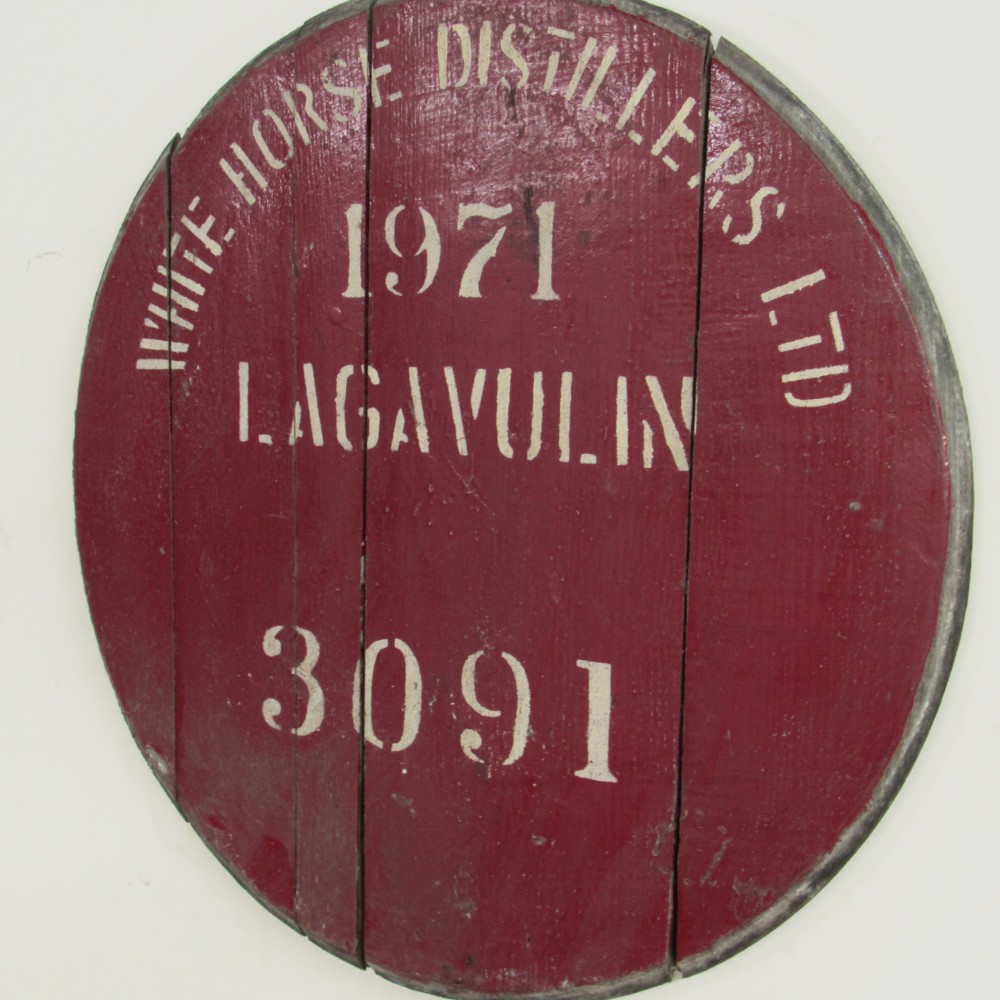 WHITE HORSE DISTILLERS LTD
1971
LAGAVULIN
3091